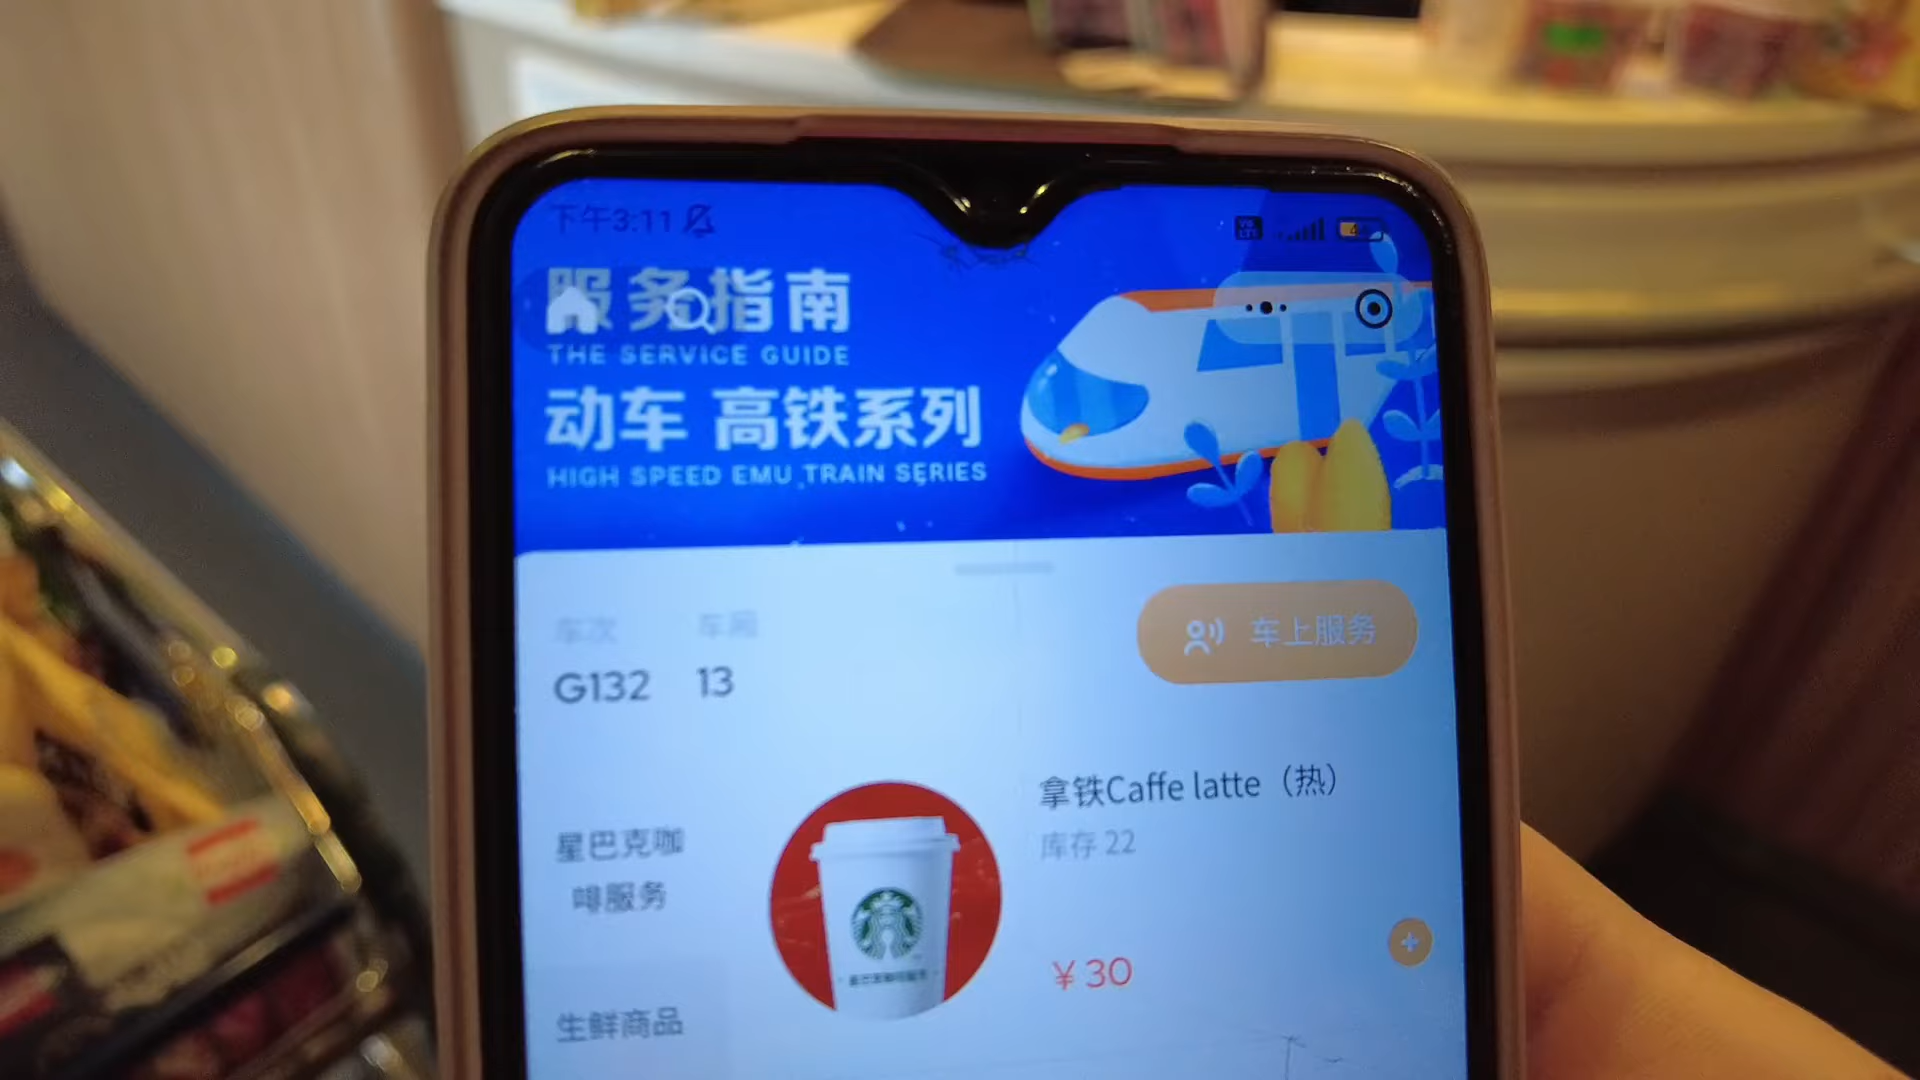 下午3:11
服务指南
THE SERVICE GUIDE
动车 高铁系列
HIGH SPEED EMU TRAIN SERIES
车次 车厢
G132 13
车上服务
星巴克咖
啡服务
拿铁Caffe latte（热）
库存 22
¥ 30
生鲜商品